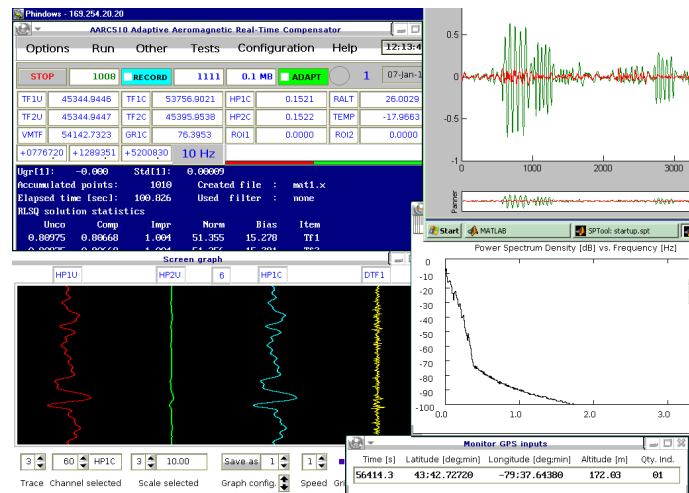 Phindows - 169.254.20.20
AARC510 Adaptive Aeromagnetic Real-Time Compensator
Options Run Other Tests Configuration Help 12:13:4
STOP 1008 RECORD 1111 0.1 MB ADAPT 1 07-Jan-1
TF1U 45344.9446 TF1C 53756.9021 HP1C 0.1521 RALT 26.0029
TF2U 45344.9447 TF2C 45395.9538 HP2C 0.1522 TEMP -17.9663
VMTF 54142.7323 GR1C 76.3953 ROI1 0.0000 ROI2 0.0000
+0776720 +1289351 +5200830 10 Hz
Ugr[1]: -0.000 Std[1]: 0.00009
Accumulated points: 1010 Created file : mat1.x
Elapsed time [sec]: 100.826 Used filter : none
RLSQ solution statistics
Unco Comp Impr Norm Bias Item
0.80975 0.80668 1.004 51.355 15.278 Tf1
Screen graph
HP1U HP2U 6 HP1C DTF1
3 60 HP1C 3 10.00 Save as 1 1
Trace Channel selected Scale selected Graph config. Speed Gri
0.5
0
-0.5
-1
0 1000 2000 3000
Panner
Start MATLAB SPTool: startup.spt
Power Spectrum Density [dB] vs. Frequency [Hz]
0
-10
-20
-30
-40
-50
-60
-70
-80
-90
-100
0.0 1.0 2.0 3.0
Monitor GPS inputs
Time [s] Latitude [deg;min] Longitude [deg;min] Altitude [m] Qty. Ind.
56414.3 43:42.72720 -79:37.64380 172.03 01